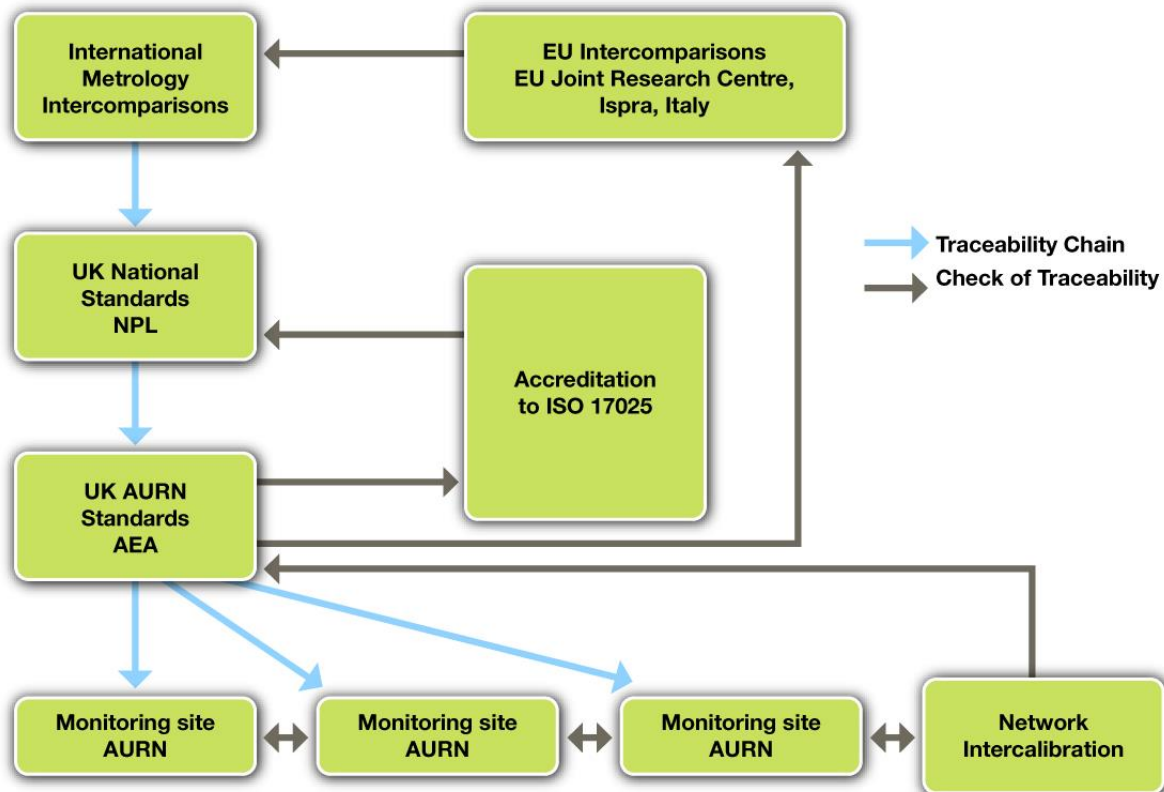 International
Metrology
Intercomparisons
EU Intercomparisons
EU Joint Research Centre,
Ispra, Italy
UK National
Standards
NPL
Traceability Chain
Check of Traceability
Accreditation
to ISO 17025
UK AURN
Standards
AEA
Monitoring site
AURN
Monitoring site
AURN
Monitoring site
AURN
Network
Intercalibration